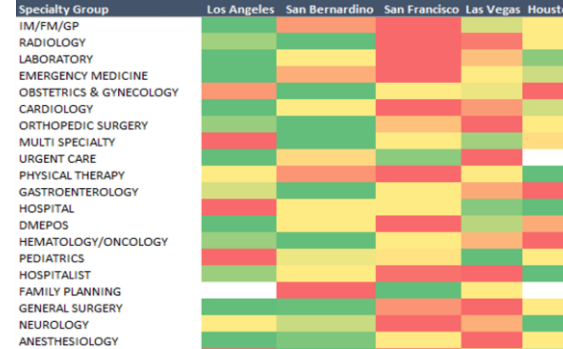 Specialty Group Los Angeles San Bernardino San Francisco Las Vegas
IM/FM/GP
RADIOLOGY
LABORATORY
EMERGENCY MEDICINE
OBSTETRICS & GYNECOLOGY
CARDIOLOGY
ORTHOPEDIC SURGERY
MULTI SPECIALTY
URGENT CARE
PHYSICAL THERAPY
GASTROENTEROLOGY
HOSPITAL
DMEPOS
HEMATOLOGY/ONCOLOGY
PEDIATRICS
HOSPITALIST
FAMILY PLANNING
GENERAL SURGERY
NEUROLOGY
ANESTHESIOLOGY